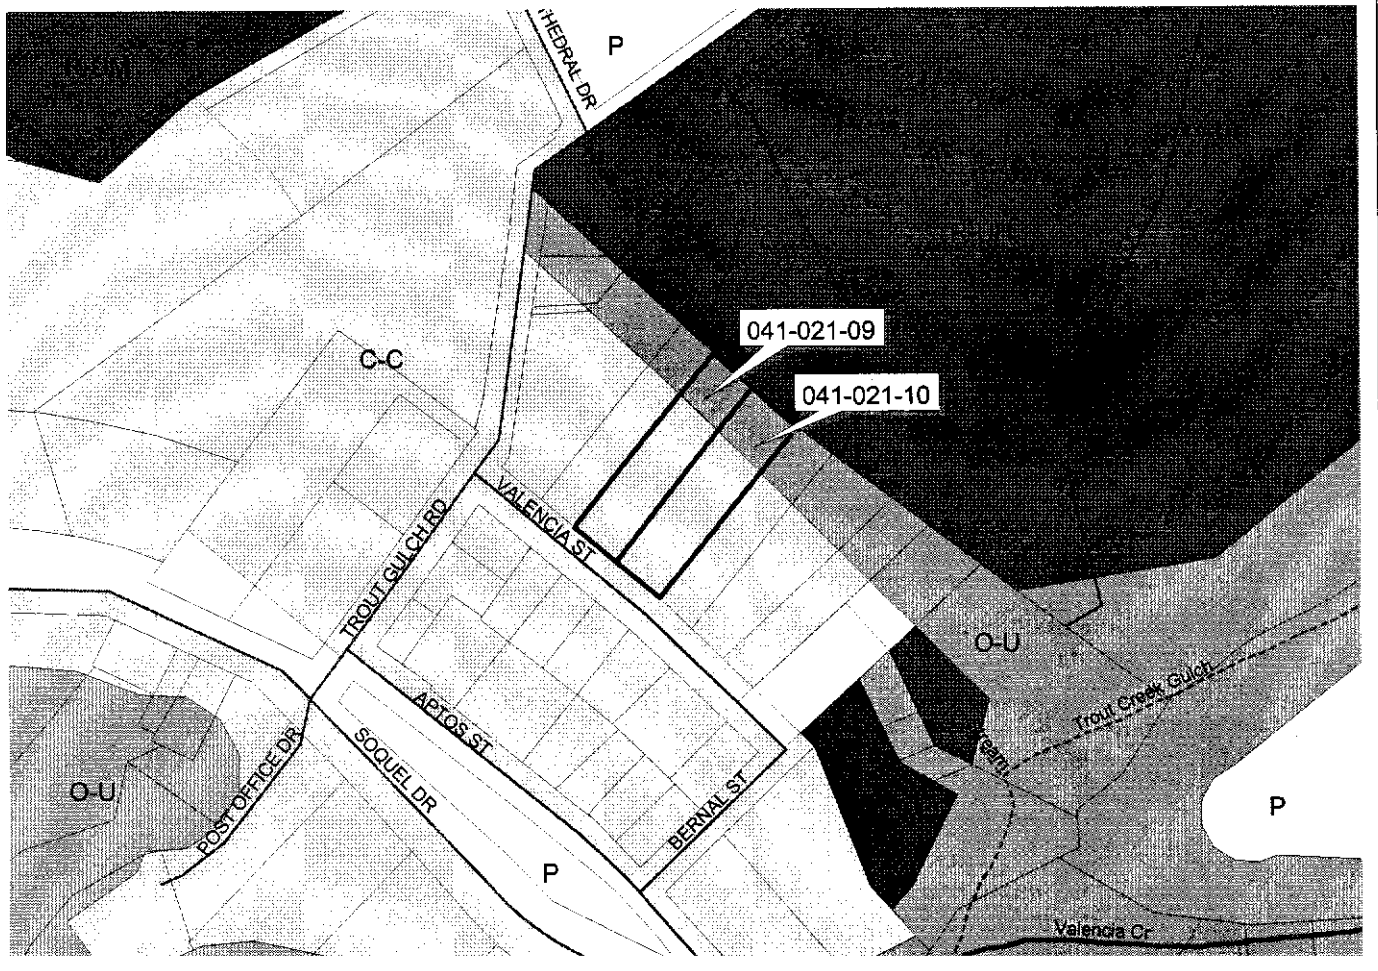 THEDRAL DR
P
041-021-09
C-C
041-021-10
VALENCIA ST
TROUT GULCH RD
O-U
Trout Creek Gulch
APTOS ST
SOQUEL DR
POST OFFICE DR
O-U
BERNAL ST
P
P
Valencia Cr